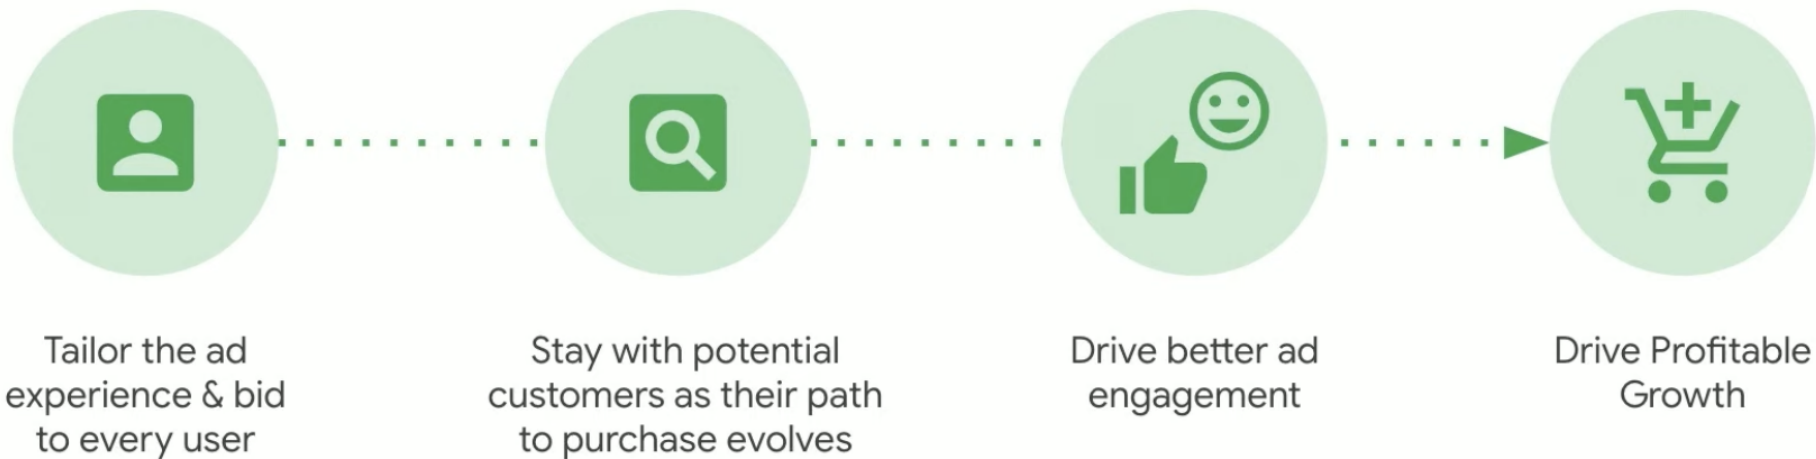 Tailor the ad
experience & bid
to every user
Stay with potential
customers as their path
to purchase evolves
Drive better ad
engagement
Drive Profitable
Growth